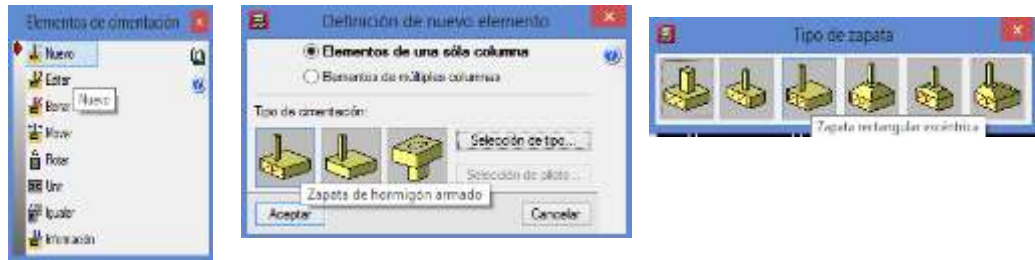 Elementos de cimentación
Nuevo
Editar
Borrar
Nuevo
Mover
Rotar
Unir
Igualar
Información
Definición de nuevo elemento
Elementos de una sóla columna
Elementos de múltiples columnas
Tipo de cimentación:
Selección de tipo...
Selección de pilote...
Zapata de hormigón armado
Aceptar
Cancelar
Tipo de zapata
Zapata rectangular excéntrica